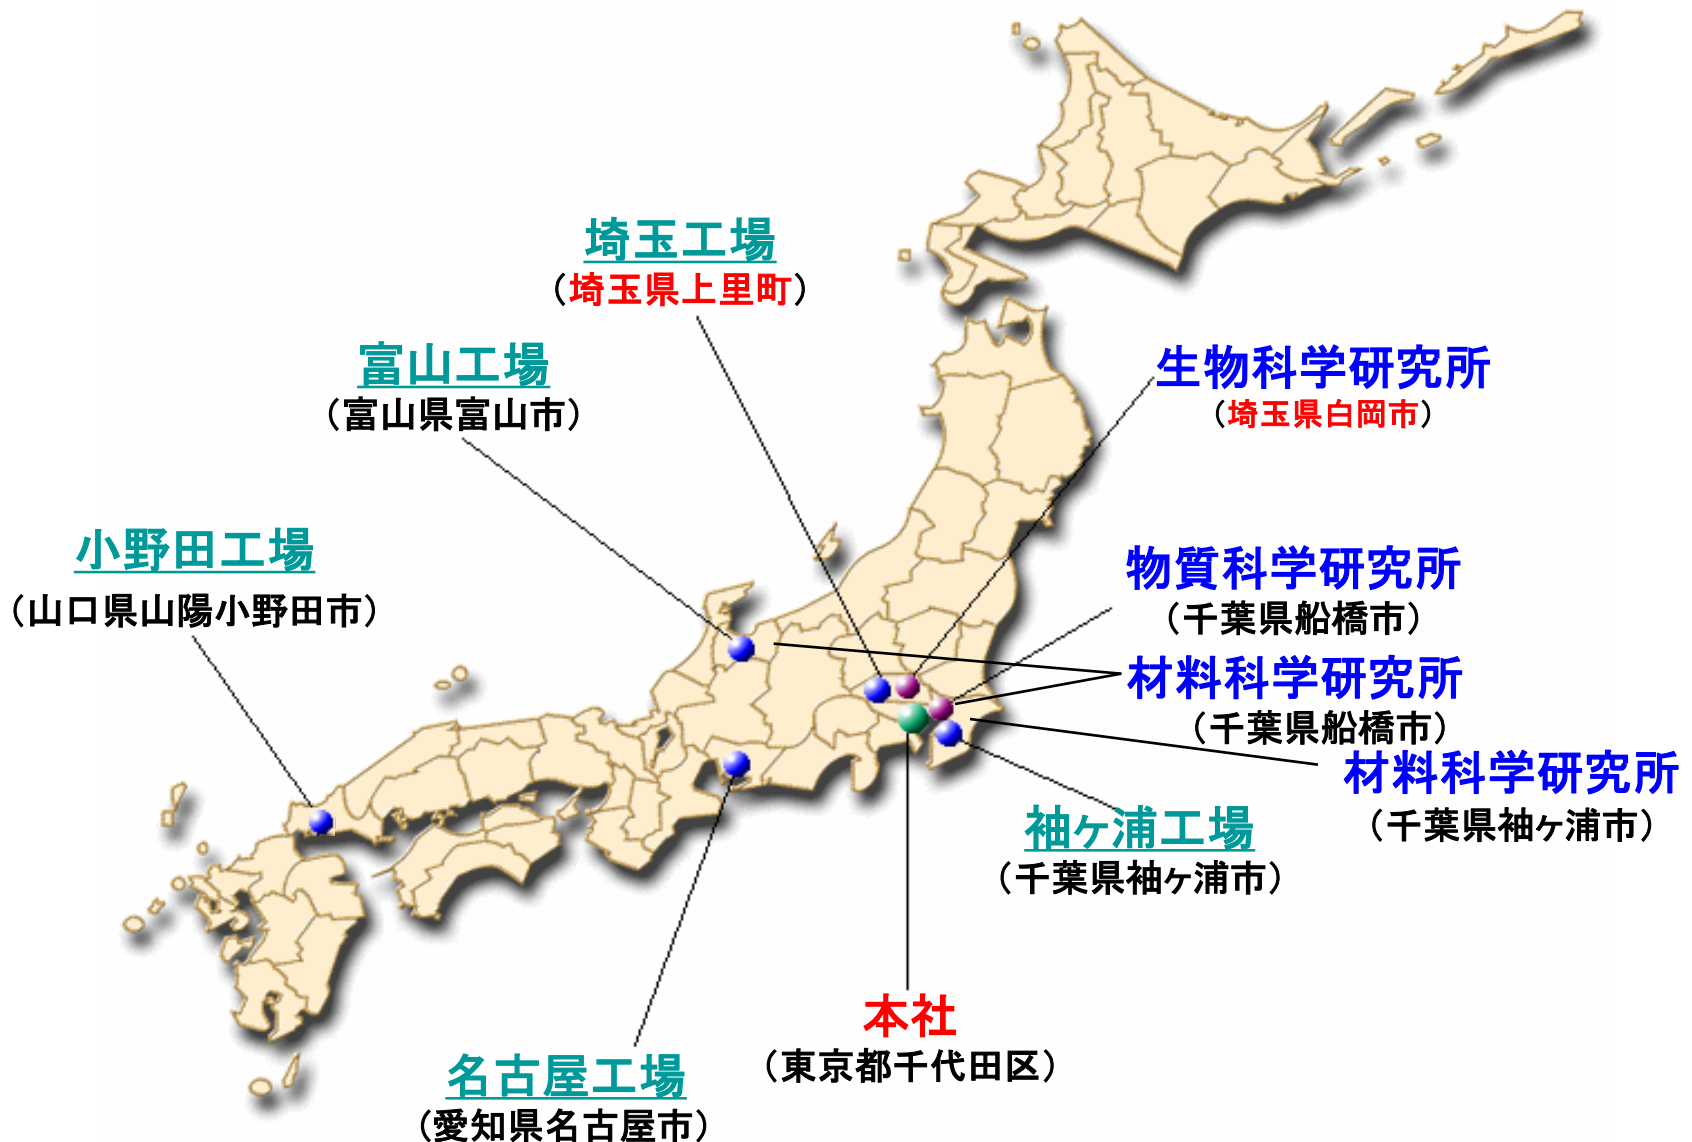 埼玉工場
（埼玉県上里町）
富山工場
（富山県富山市）
生物科学研究所
（埼玉県白岡市）
小野田工場
（山口県山陽小野田市）
物質科学研究所
（千葉県船橋市）
材料科学研究所
（千葉県船橋市）
材料科学研究所
（千葉県袖ヶ浦市）
袖ヶ浦工場
（千葉県袖ヶ浦市）
本社
（東京都千代田区）
名古屋工場
（愛知県名古屋市）